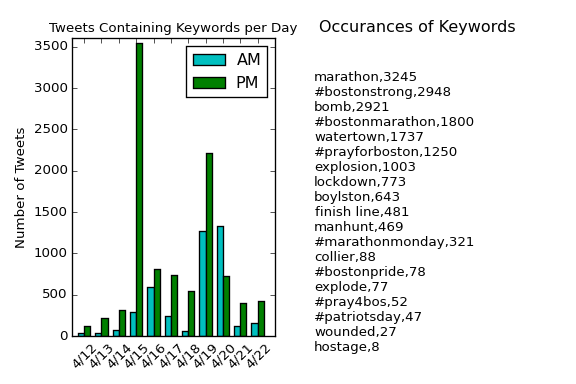 Tweets Containing Keywords per Day
Occurances of Keywords
AM
PM
Number of Tweets
3500
3000
2500
2000
1500
1000
500
0
4/12
4/13
4/14
4/15
4/16
4/17
4/18
4/19
4/20
4/21
4/22
marathon,3245
#bostonstrong,2948
bomb,2921
#bostonmarathon,1800
watertown,1737
#prayforboston,1250
explosion,1003
lockdown,773
boylston,643
finish line,481
manhunt,469
#marathonmonday,321
collier,88
#bostonpride,78
explode,77
#pray4bos,52
#patriotsday,47
wounded,27
hostage,8